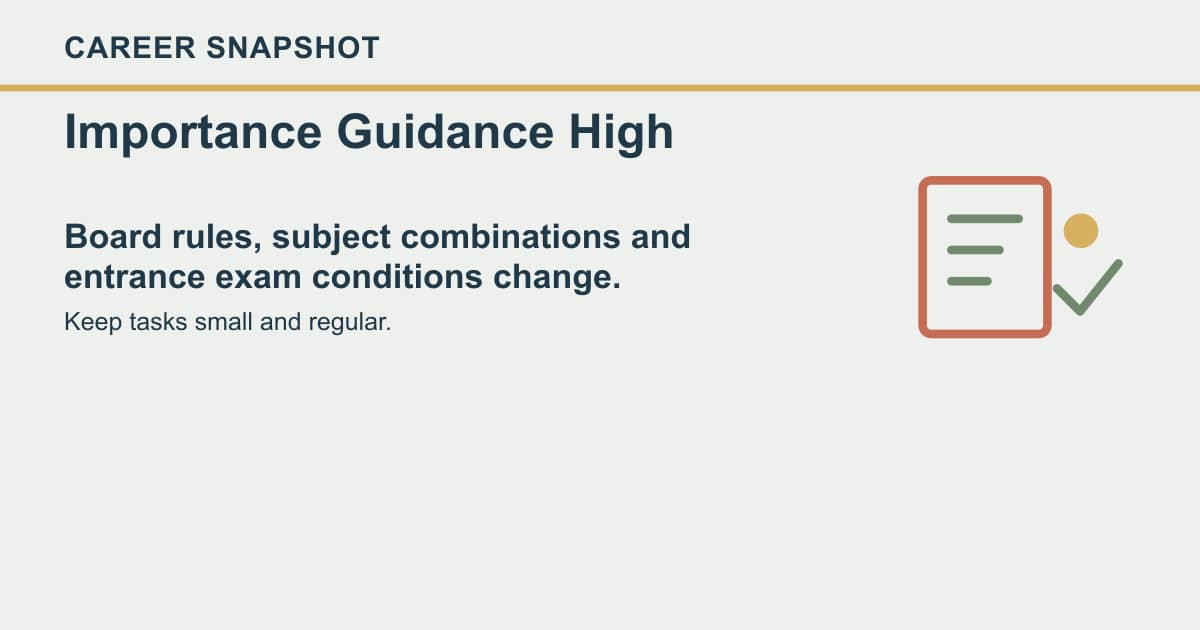 CAREER SNAPSHOT
Importance Guidance High
Board rules, subject combinations and
entrance exam conditions change.
Keep tasks small and regular.